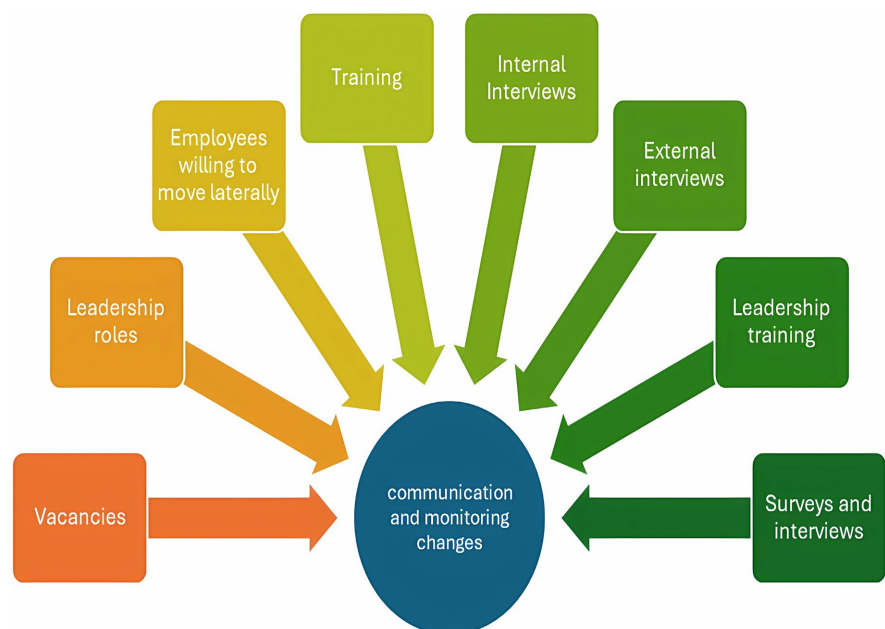 Vacancies
Leadership
roles
Employees
willing to
move laterally
Training
Internal
Interviews
External
interviews
Leadership
training
Surveys and
interviews
communication
and monitoring
changes